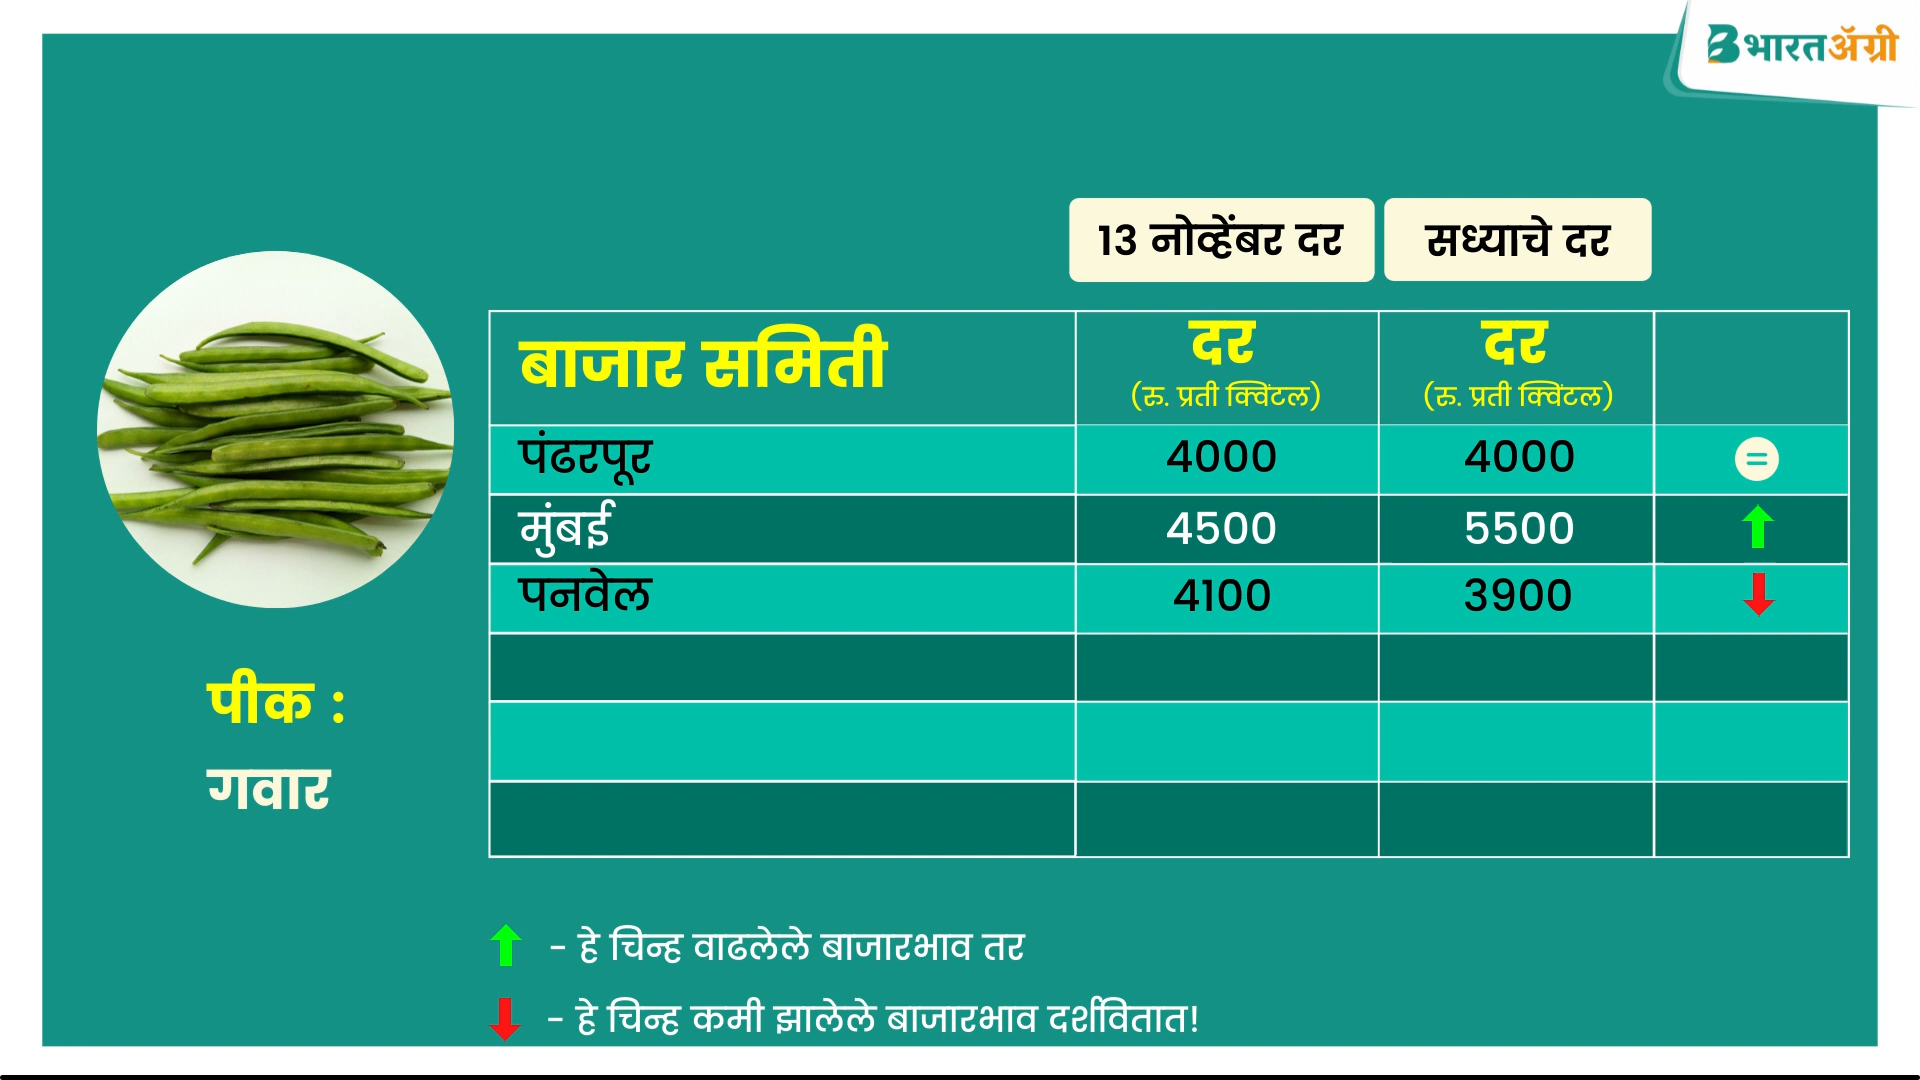 भारतॲग्री
13 नोव्हेंबर दर सध्याचे दर
बाजार समिती दर दर
(रु. प्रती क्विंटल) (रु. प्रती क्विंटल)
पंढरपूर 4000 4000 =
मुंबई 4500 5500
पनवेल 4100 3900
पीक :
गवार
- हे चिन्ह वाढलेले बाजारभाव तर
- हे चिन्ह कमी झालेले बाजारभाव दर्शवितात!